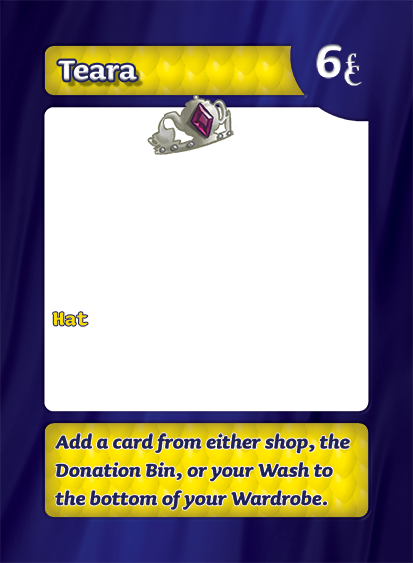 Teara
6
Hat
Add a card from either shop, the
Donation Bin, or your Wash to
the bottom of your Wardrobe.